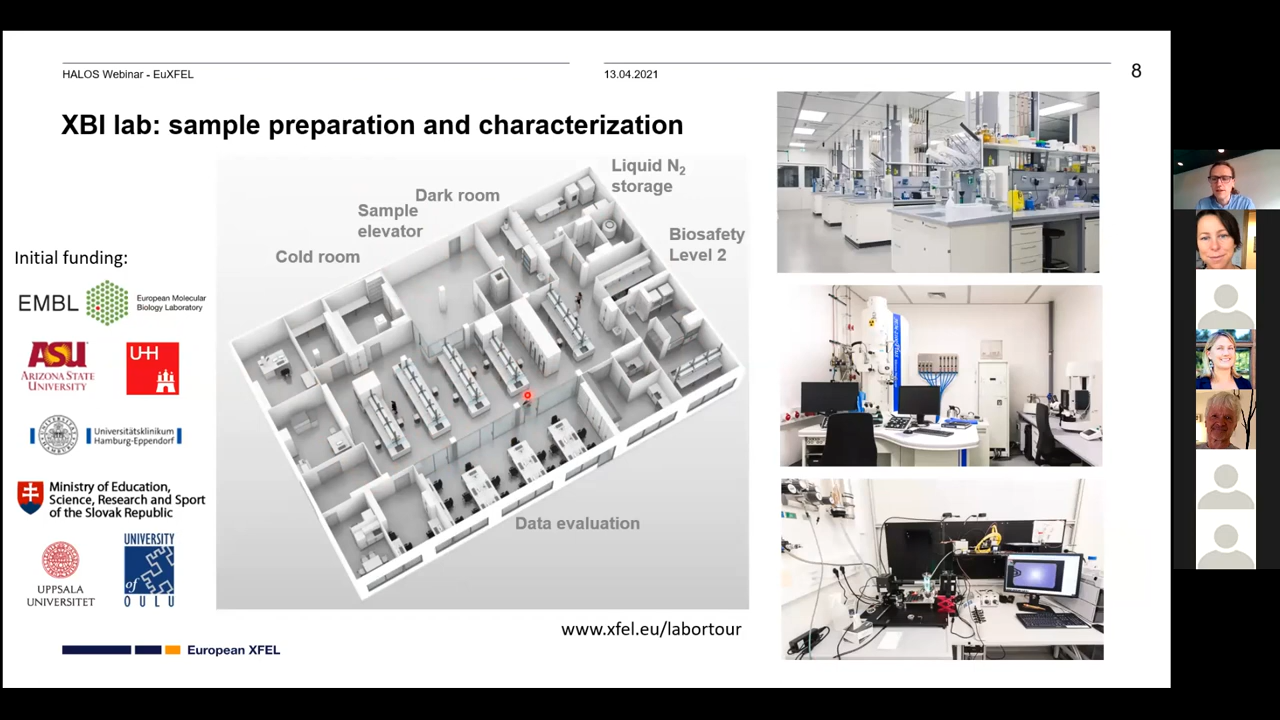 HALOS Webinar - EuXFEL
13.04.2021
8
XBI lab: sample preparation and characterization
Liquid N2
storage
Dark room
Sample
elevator
Cold room
Biosafety
Level 2
Data evaluation
Initial funding:
EMBL
European Molecular
Biology Laboratory
ASU
ARIZONA STATE
UNIVERSITY
UHH
Universitätsklinikum
Hamburg-Eppendorf
Ministry of Education,
Science, Research and Sport
of the Slovak Republic
UPPSALA
UNIVERSITET
UNIVERSITY
of
OULU
www.xfel.eu/labortour
European XFEL